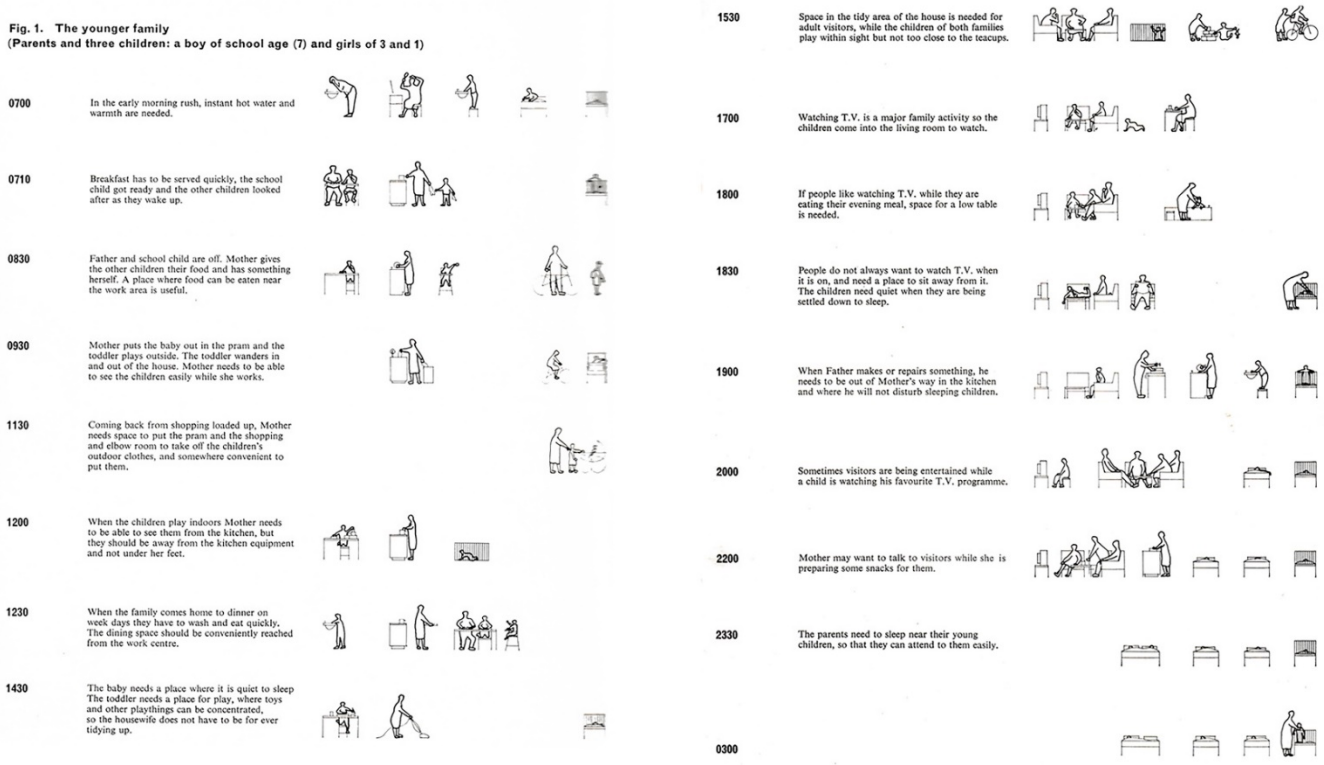 Fig. 1. The younger family
(Parents and three children: a boy of school age (7) and girls of 3 and 1)
0700
In the early morning rush, instant hot water and
warmth are needed.
0710
Breakfast has to be served quickly, the school
child got ready and the other children looked
after as they wake up.
0830
Father and school child are off. Mother gives
the other children their food and has something
herself. A place where food can be eaten near
the work area is useful.
0930
Mother puts the baby out in the pram and the
toddler plays outside. The toddler wanders in
and out of the house. Mother needs to be able
to see the children easily while she works.
1130
Coming back from shopping loaded up, Mother
needs space to put the pram and the shopping
and elbow room to take off the children's
outdoor clothes, and somewhere convenient to
put them.
1200
When the children play indoors Mother needs
to be able to see them from the kitchen, but
they should be away from the kitchen equipment
and not under her feet.
1230
When the family comes home to dinner on
week days they have to wash and eat quickly.
The dining space should be conveniently reached
from the work centre.
1430
The baby needs a place where it is quiet to sleep
The toddler needs a place for play, where toys
and other playthings can be concentrated,
so the housewife does not have to be for ever
tidying up.
1530
Space in the tidy area of the house is needed for
adult visitors, while the children of both families
play within sight but not too close to the teacups.
1700
Watching T.V. is a major family activity so the
children come into the living room to watch.
1800
If people like watching T.V. while they are
eating their evening meal, space for a low table
is needed.
1830
People do not always want to watch T.V. when
it is on, and need a place to sit away from it.
The children need quiet when they are being
settled down to sleep.
1900
When Father makes or repairs something, he
needs to be out of Mother's way in the kitchen
and where he will not disturb sleeping children.
2000
Sometimes visitors are being entertained while
a child is watching his favourite T.V. programme.
2200
Mother may want to talk to visitors while she is
preparing some snacks for them.
2330
The parents need to sleep near their young
children, so that they can attend to them easily.
0300